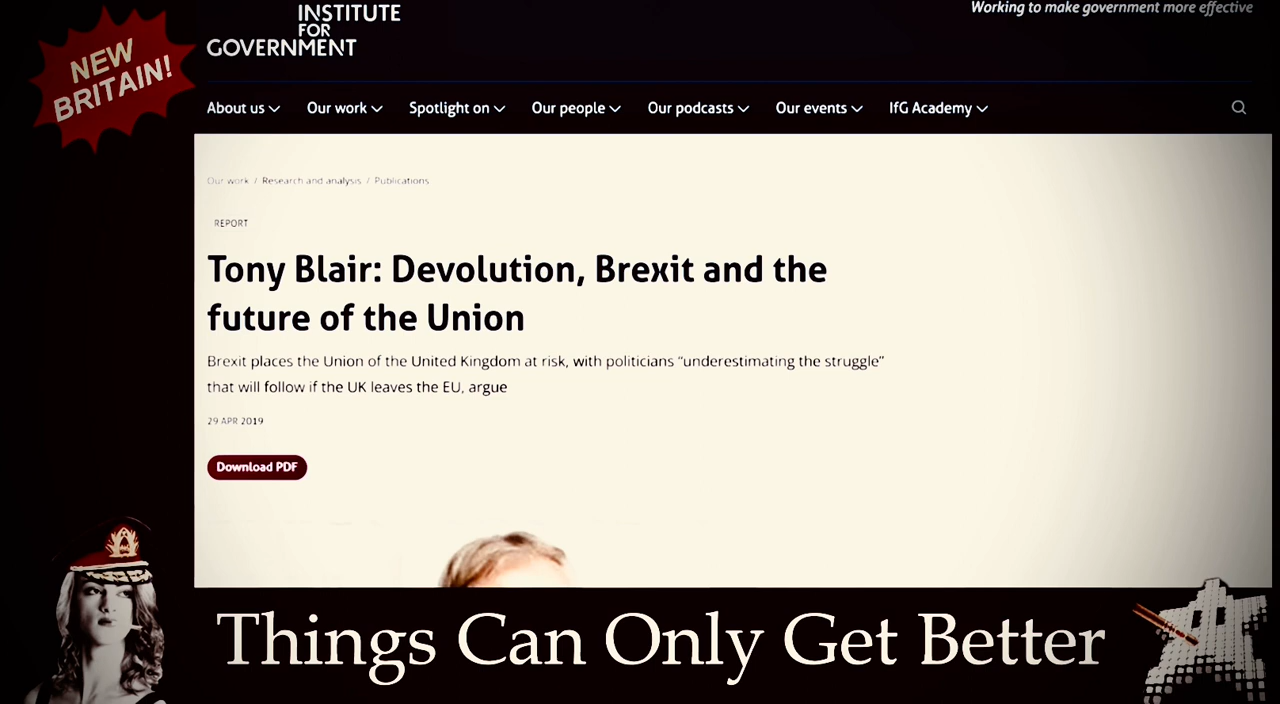 INSTITUTE
FOR
GOVERNMENT
Working to make government more effective
NEW
BRITAIN!
About us
Our work
Spotlight on
Our people
Our podcasts
Our events
IfG Academy
Our work / Research and analysis / Publications
REPORT
Tony Blair: Devolution, Brexit and the
future of the Union
Brexit places the Union of the United Kingdom at risk, with politicians “underestimating the struggle”
that will follow if the UK leaves the EU, argue
29 APR 2019
Download PDF
Things Can Only Get Better